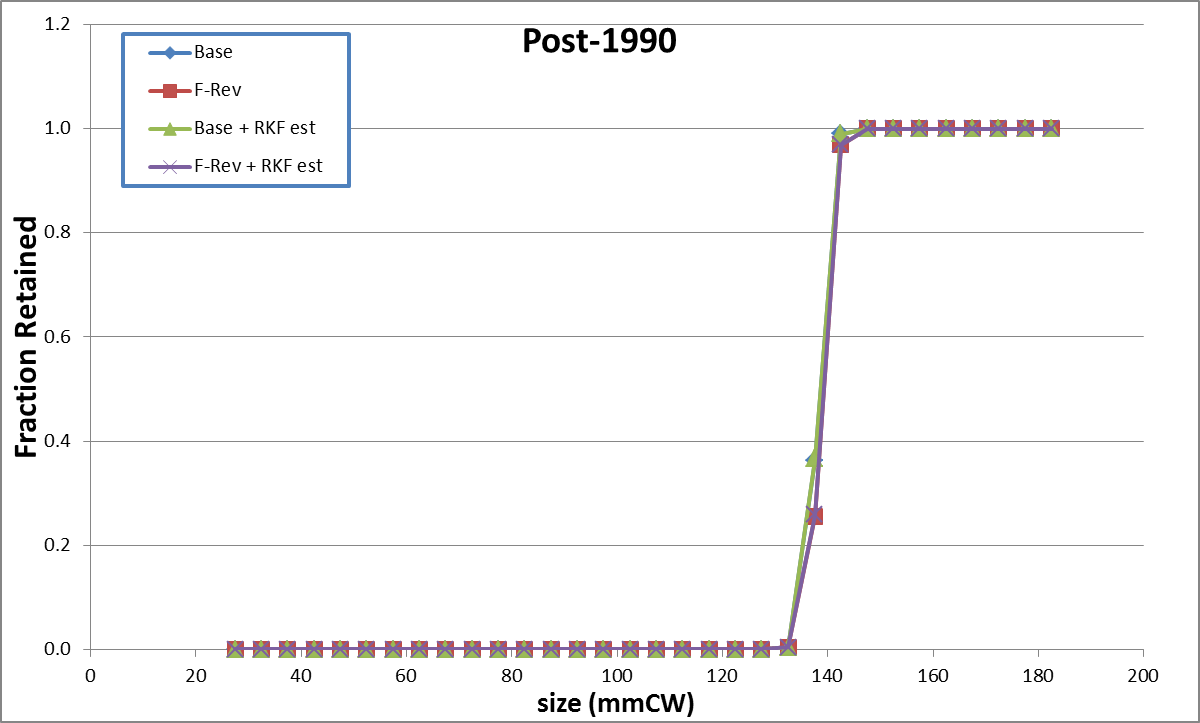 Post-1990
Base
F-Rev
Base + RKF est
F-Rev + RKF est
Fraction Retained
1.2
1.0
0.8
0.6
0.4
0.2
0.0
0 20 40 60 80 100 120 140 160 180 200
size (mmCW)